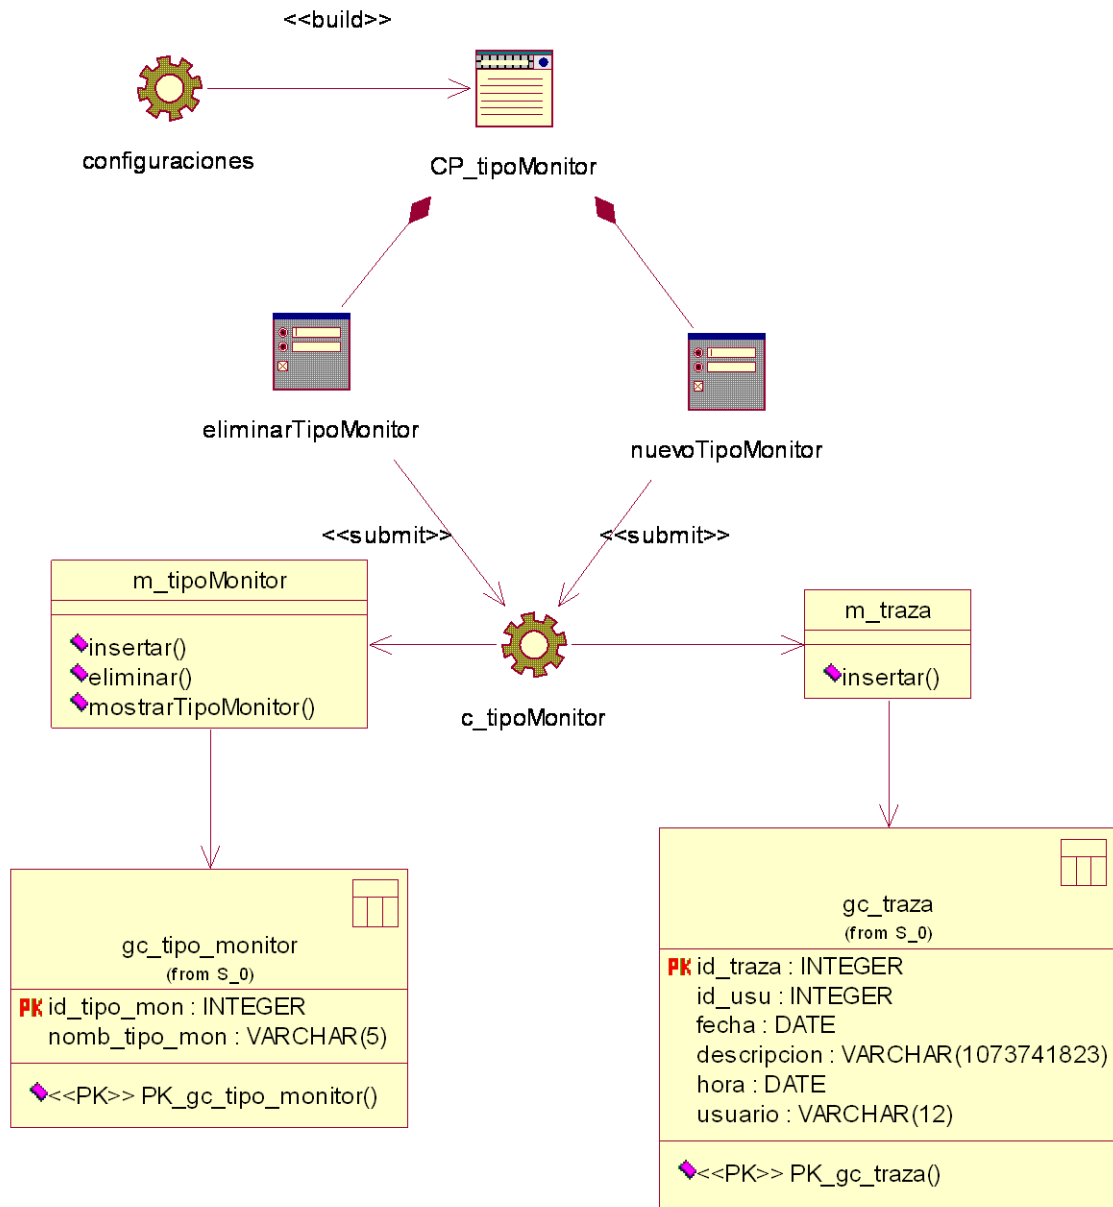 <<build>>
configuraciones
CP_tipoMonitor
eliminarTipoMonitor
nuevoTipoMonitor
<<submit>>
<<submit>>
m_tipoMonitor
insertar()
eliminar()
mostrarTipoMonitor()
c_tipoMonitor
m_traza
insertar()
gc_tipo_monitor
(from S_0)
PK id_tipo_mon : INTEGER
nomb_tipo_mon : VARCHAR(5)
<<PK>> PK_gc_tipo_monitor()
gc_traza
(from S_0)
PK id_traza : INTEGER
id_usu : INTEGER
fecha : DATE
descripcion : VARCHAR(1073741823)
hora : DATE
usuario : VARCHAR(12)
<<PK>> PK_gc_traza()